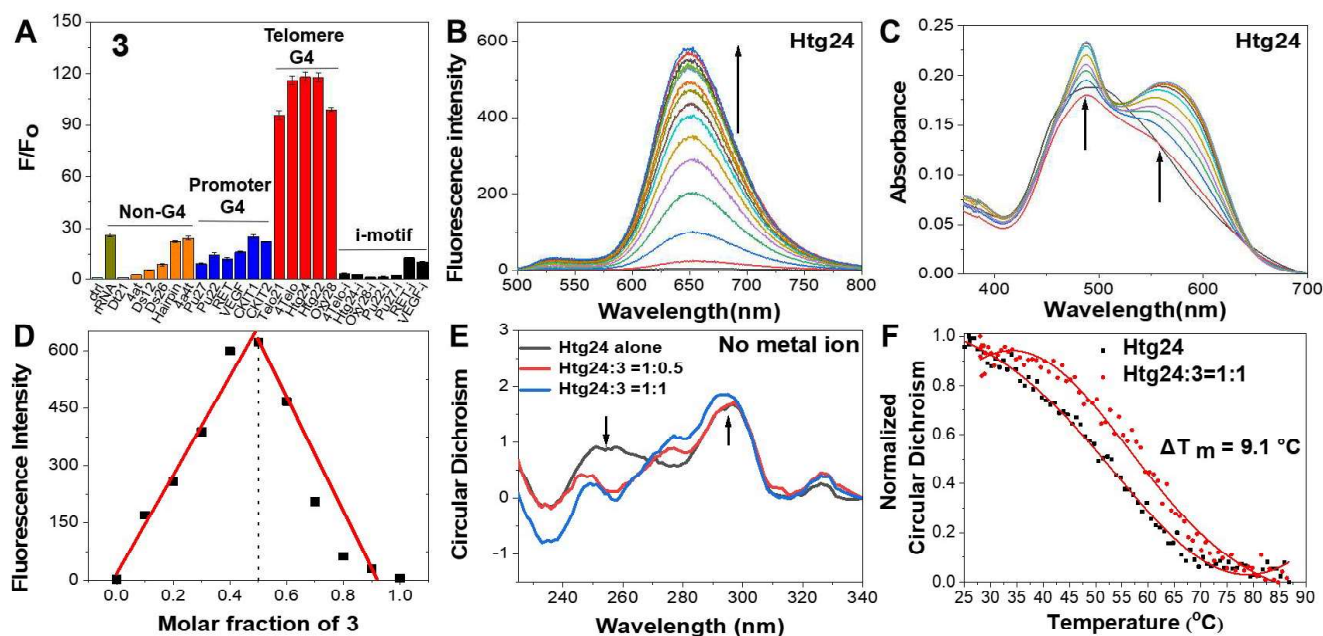 A
3
F/Fo
150
120
90
60
30
0
Non-G4
Promoter
G4
Telomere
G4
i-motif
rRNA
Dt21
4at
Ds12
Ds26
Hairpin
4a4t
Pu27
Pu22
RET
VEGF
CKIT1
CKIT2
Telo21
4Telo
Htg24
Htg22
OXY28
41Telo-i
Htg24-i
OXY28-i
Pu22-i
Pu27-i
RET-i
VEGF-i
B
Htg24
Fluorescence intensity
600
400
200
0
500 550 600 650 700 750 800
Wavelength(nm)
C
Htg24
Absorbance
0.25
0.20
0.15
0.10
0.05
0.00
400 500 600 700
Wavelength(nm)
D
Fluorescence Intensity
600
450
300
150
0
0.0 0.2 0.4 0.6 0.8 1.0
Molar fraction of 3
E
No metal ion
Htg24 alone
Htg24:3 =1:0.5
Htg24:3 =1:1
Circular Dichroism
3
2
1
0
-1
240 260 280 300 320 340
Wavelength (nm)
F
Htg24
Htg24:3=1:1
ΔT m = 9.1 °C
Normalized
Circular Dichroism
1.0
0.8
0.6
0.4
0.2
0.0
25 30 35 40 45 50 55 60 65 70 75 80 85 90
Temperature (°C)